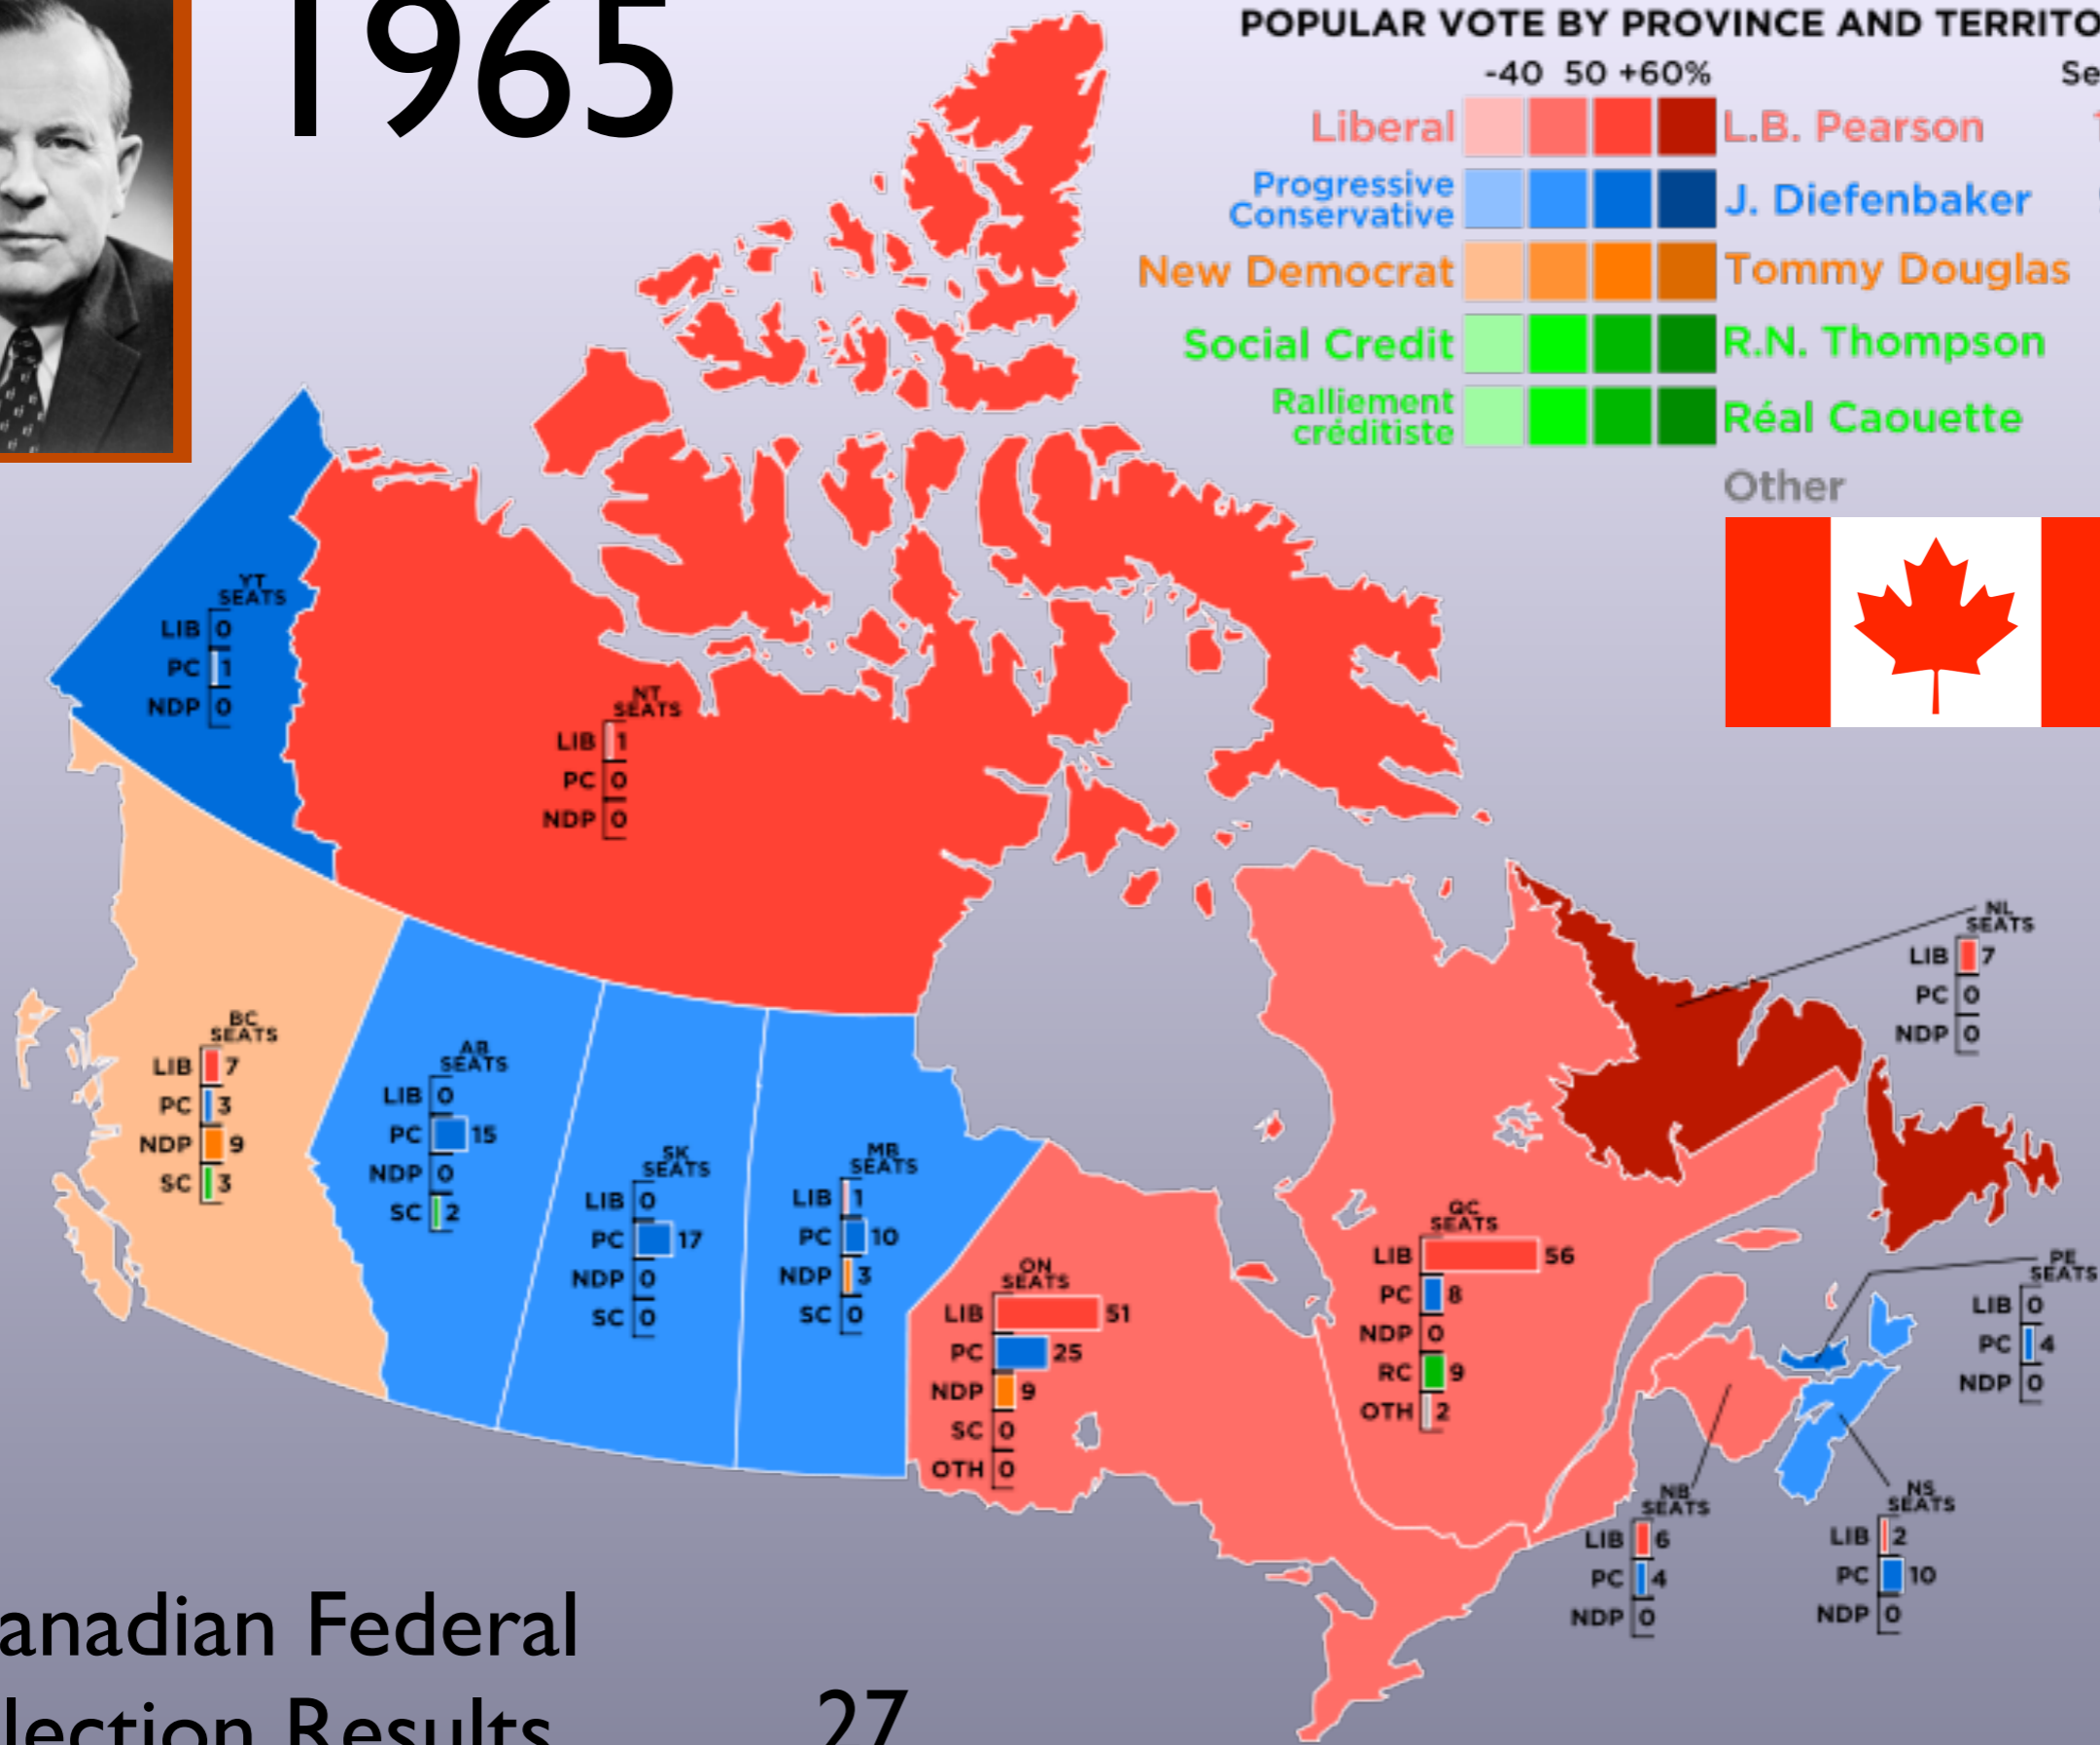 1965
POPULAR VOTE BY PROVINCE AND TERRITO
-40 50 +60%
Se
Liberal
L.B. Pearson
1
Progressive
Conservative
J. Diefenbaker
New Democrat
Tommy Douglas
Social Credit
R.N. Thompson
Ralliement
créditiste
Réal Caouette
Other
YT
SEATS
LIB 0
PC 1
NDP 0
NT
SEATS
LIB 1
PC 0
NDP 0
NL
SEATS
LIB 7
PC 0
NDP 0
BC
SEATS
LIB 7
PC 3
NDP 9
SC 3
AB
SEATS
LIB 0
PC 15
NDP 0
SC 2
SK
SEATS
LIB 0
PC 17
NDP 0
SC 0
MB
SEATS
LIB 1
PC 10
NDP 3
SC 0
ON
SEATS
LIB 51
PC 25
NDP 9
SC 0
OTH 0
QC
SEATS
LIB 56
PC 8
NDP 0
RC 9
OTH 2
PE
SEATS
LIB 0
PC 4
NDP 0
NB
SEATS
LIB 6
PC 4
NDP 0
NS
SEATS
LIB 2
PC 10
NDP 0
anadian Federal
lection Results
27